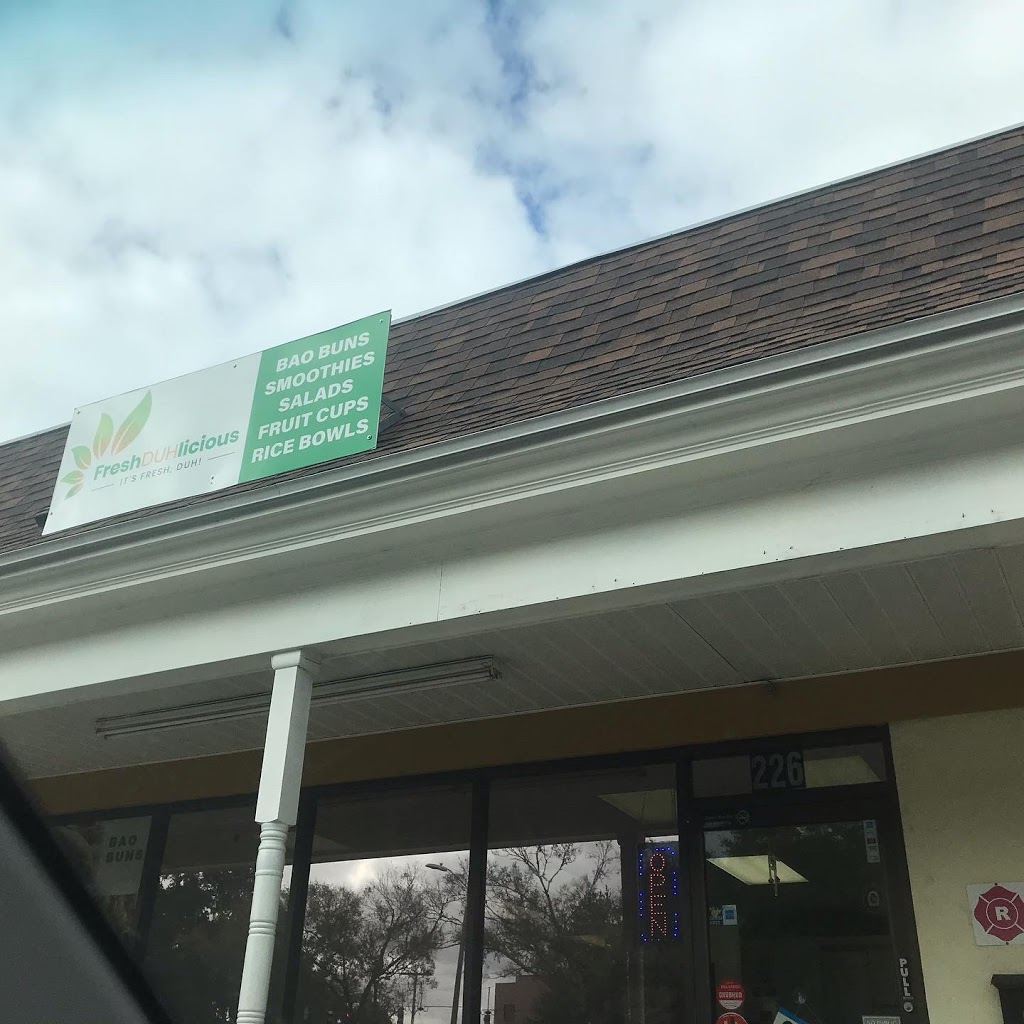 FreshDUHlicious
IT'S FRESH, DUH!
BAO BUNS
SMOOTHIES
SALADS
FRUIT CUPS
RICE BOWLS
226
BAO
BUNS
OPEN
PULL
R